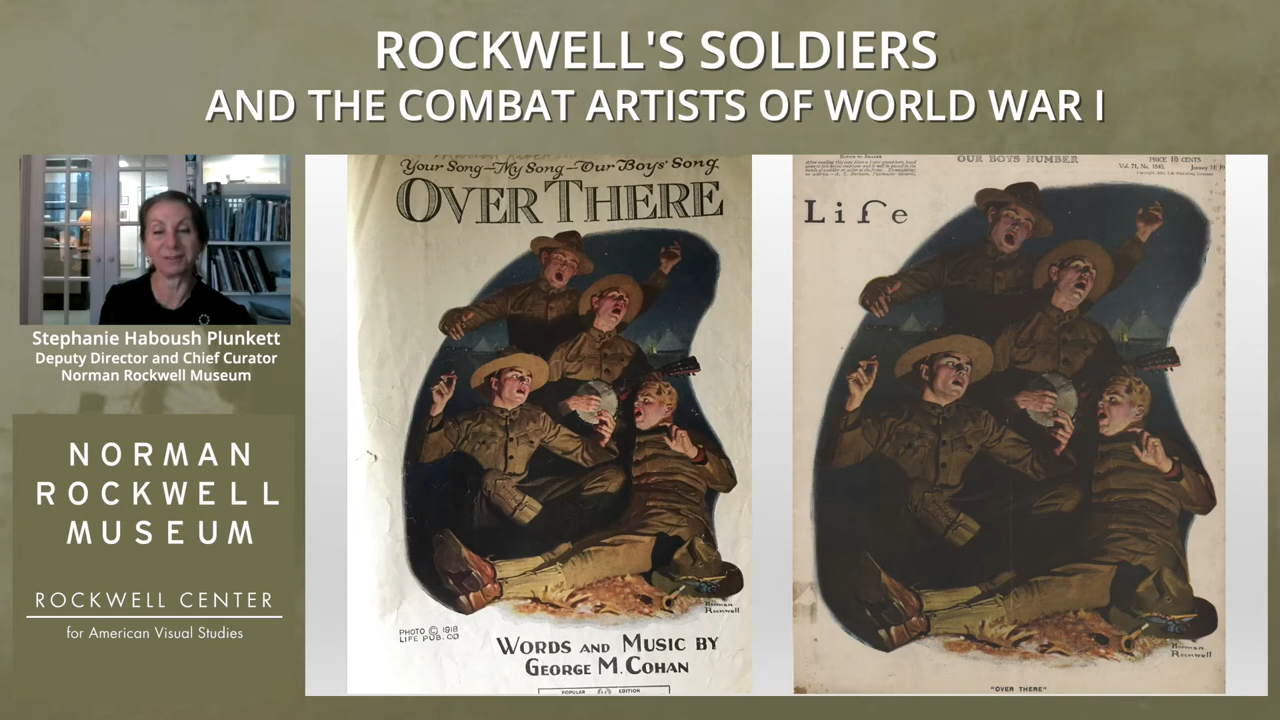 ROCKWELL'S SOLDIERS
AND THE COMBAT ARTISTS OF WORLD WAR I
Stephanie Haboush Plunkett
Deputy Director and Chief Curator
Norman Rockwell Museum
NORMAN
ROCKWELL
MUSEUM
ROCKWELL CENTER
for American Visual Studies
Your Song—My Song—Our Boys' Song
OVER THERE
Norman
Rockwell
PHOTO © 1918
LIFE PUB. CO
WORDS AND MUSIC BY
GEORGE M. COHAN
POPULAR EDITION
OUR BOYS NUMBER
PRICE 10 CENTS
Life
Norman
Rockwell
"OVER THERE"